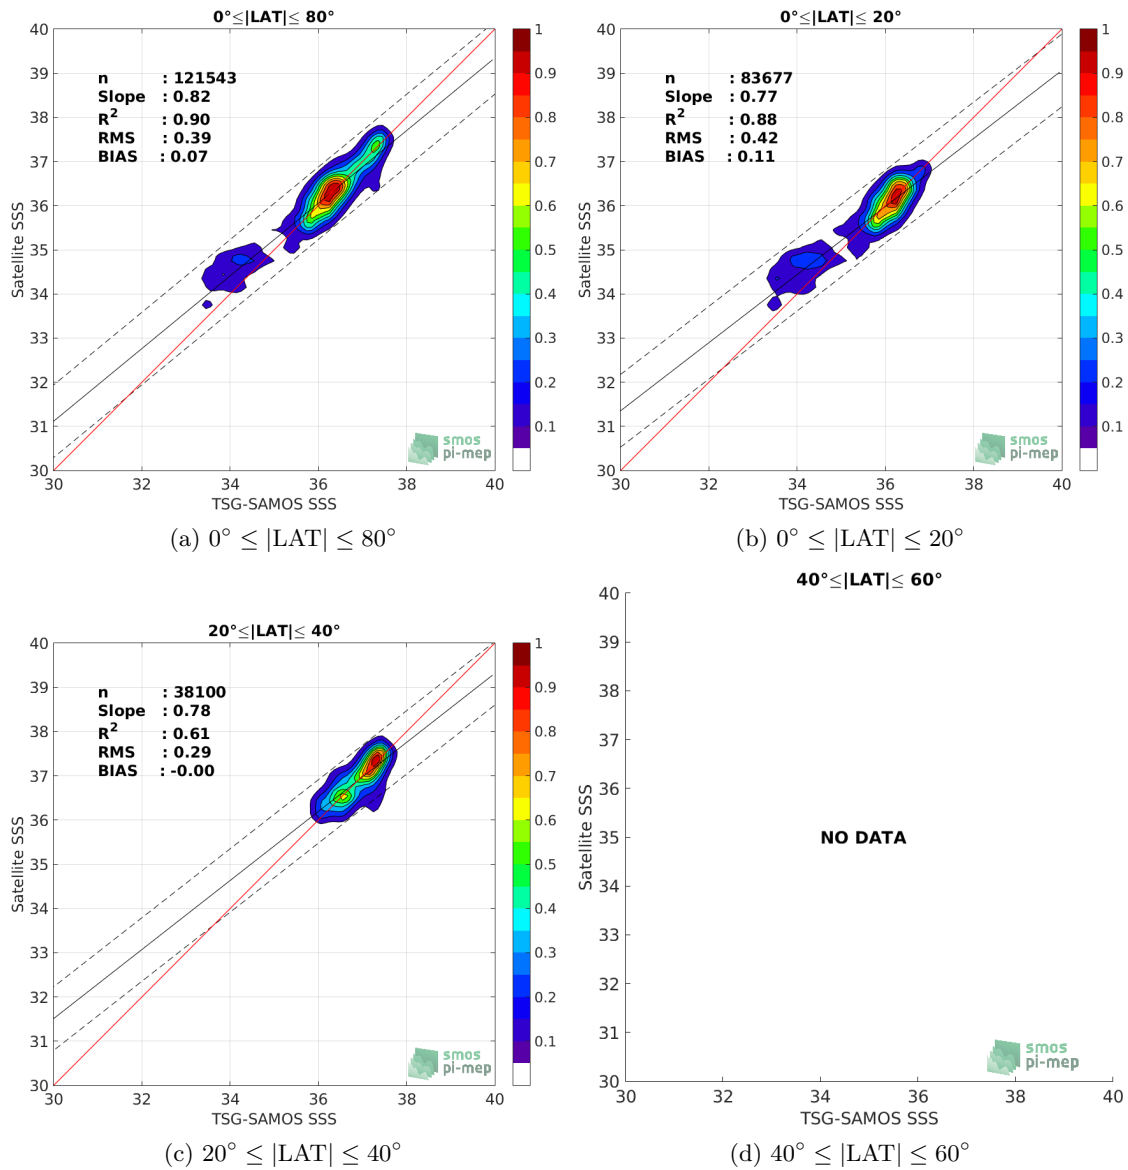 0°≤|LAT|≤ 80°
40
39
38
37
36
35
34
33
32
31
30
Satellite SSS
n : 121543
Slope : 0.82
R2 : 0.90
RMS : 0.39
BIAS : 0.07
30 32 34 36 38 40
TSG-SAMOS SSS
smos
pi-mep
1
0.9
0.8
0.7
0.6
0.5
0.4
0.3
0.2
0.1
(a) 0° ≤ |LAT| ≤ 80°
0°≤|LAT|≤ 20°
40
39
38
37
36
35
34
33
32
31
30
Satellite SSS
n : 83677
Slope : 0.77
R2 : 0.88
RMS : 0.42
BIAS : 0.11
30 32 34 36 38 40
TSG-SAMOS SSS
smos
pi-mep
1
0.9
0.8
0.7
0.6
0.5
0.4
0.3
0.2
0.1
(b) 0° ≤ |LAT| ≤ 20°
20°≤|LAT|≤ 40°
40
39
38
37
36
35
34
33
32
31
30
Satellite SSS
n : 38100
Slope : 0.78
R2 : 0.61
RMS : 0.29
BIAS : -0.00
30 32 34 36 38 40
TSG-SAMOS SSS
smos
pi-mep
1
0.9
0.8
0.7
0.6
0.5
0.4
0.3
0.2
0.1
(c) 20° ≤ |LAT| ≤ 40°
40°≤|LAT|≤ 60°
40
39
38
37
36
35
34
33
32
31
30
Satellite SSS
NO DATA
30 32 34 36 38 40
TSG-SAMOS SSS
smos
pi-mep
(d) 40° ≤ |LAT| ≤ 60°